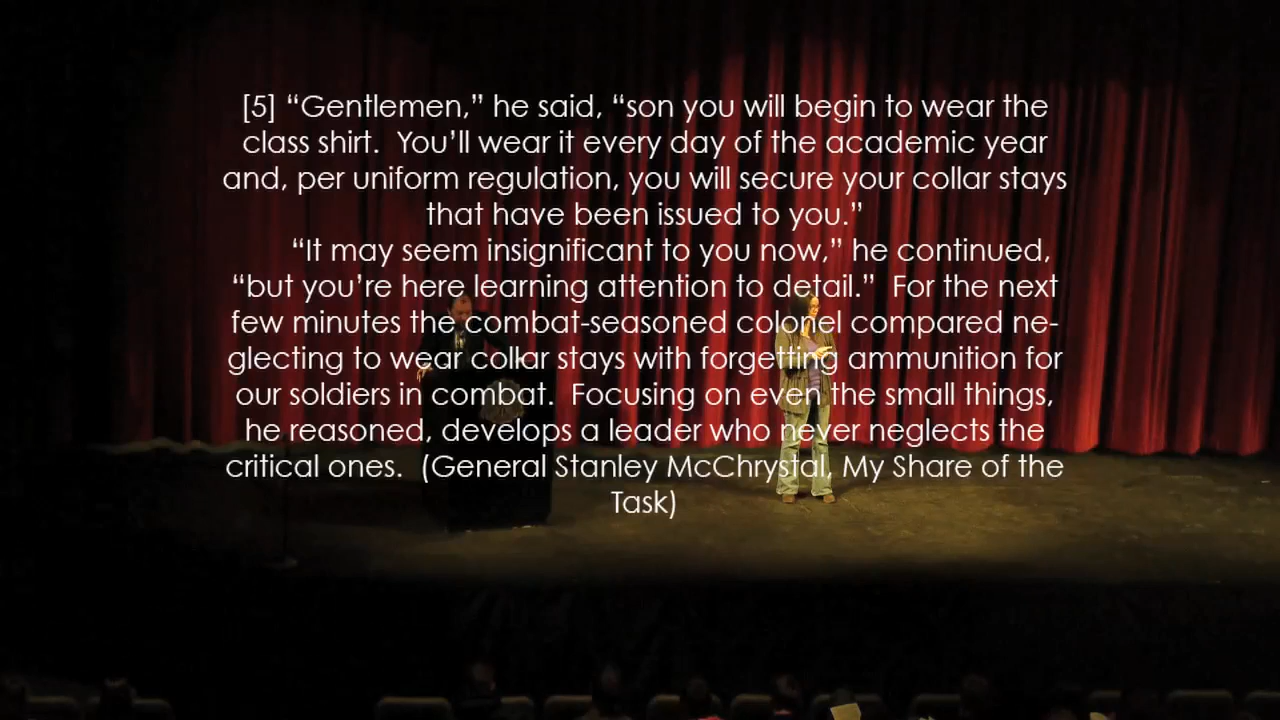 [5] “Gentlemen,” he said, “son you will begin to wear the
class shirt.  You’ll wear it every day of the academic year
and, per uniform regulation, you will secure your collar stays
that have been issued to you.”
“It may seem insignificant to you now,” he continued,
“but you’re here learning attention to detail.”  For the next
few minutes the combat-seasoned colonel compared ne-
glecting to wear collar stays with forgetting ammunition for
our soldiers in combat.  Focusing on even the small things,
he reasoned, develops a leader who never neglects the
critical ones.  (General Stanley McChrystal, My Share of the
Task)